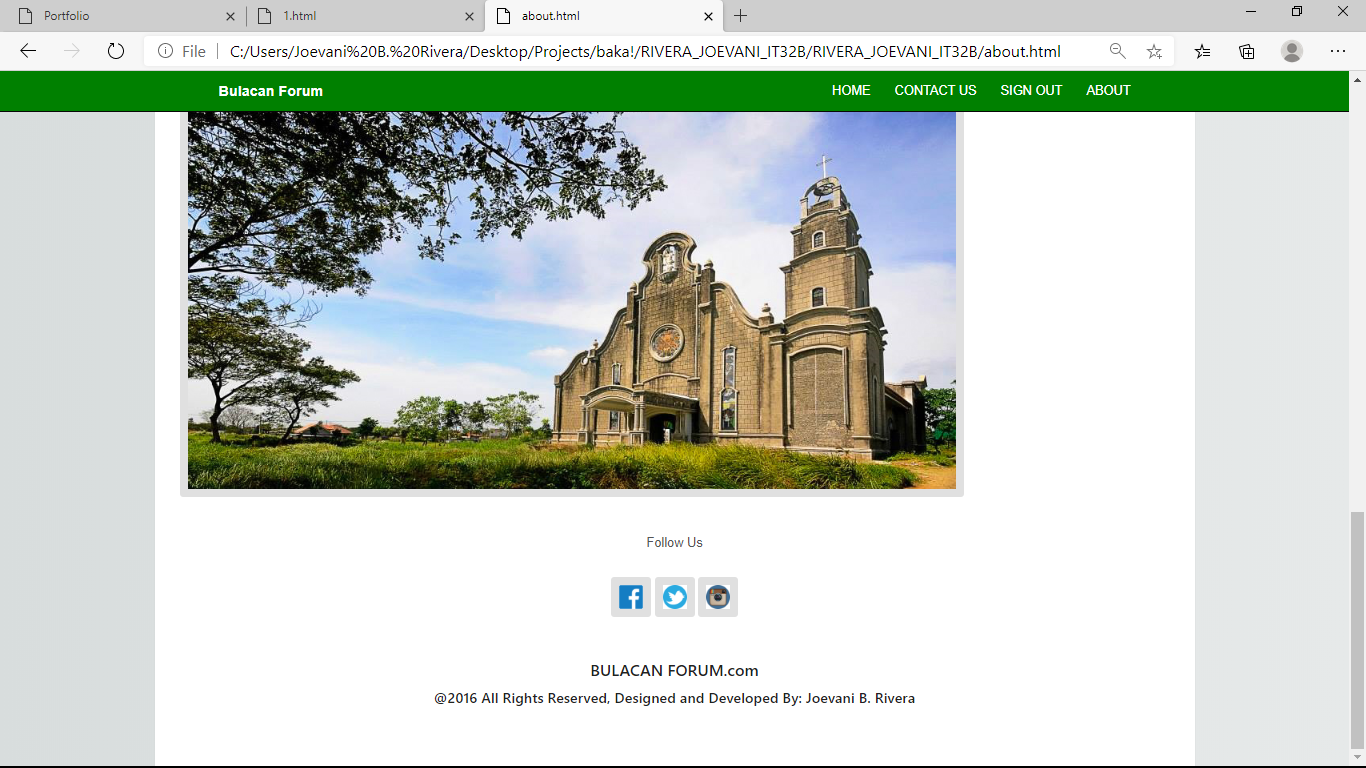 Portfolio
1.html
about.html
File
C:/Users/Joevani%20B.%20Rivera/Desktop/Projects/baka!/RIVERA_JOEVANI_IT32B/RIVERA_JOEVANI_IT32B/about.html
Bulacan Forum
HOME CONTACT US SIGN OUT ABOUT
Follow Us
BULACAN FORUM.com
@2016 All Rights Reserved, Designed and Developed By: Joevani B. Rivera